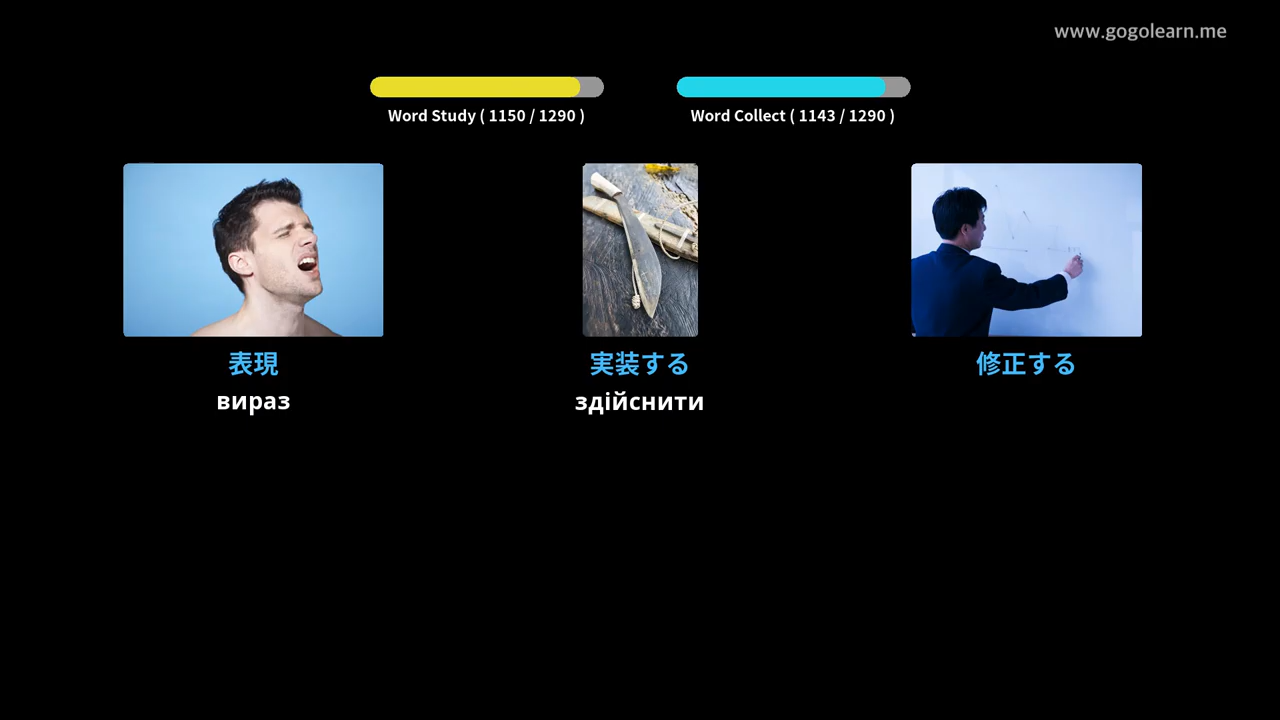 www.gogolearn.me
Word Study ( 1150 / 1290 )
Word Collect ( 1143 / 1290 )
表現
実装する
修正する
вираз
здійснити